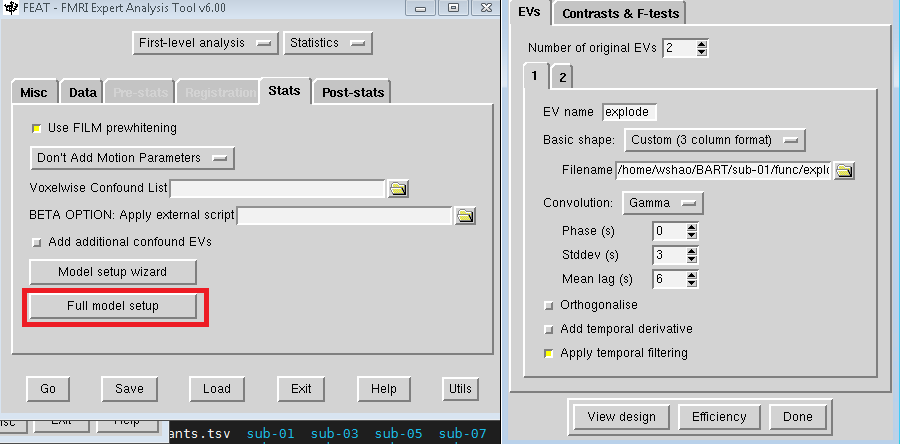 FEAT - FMRI Expert Analysis Tool v6.00
First-level analysis Statistics
Misc Data Pre-stats Registration Stats Post-stats
Use FILM prewhitening
Don't Add Motion Parameters
Voxelwise Confound List
BETA OPTION: Apply external script
Add additional confound EVs
Model setup wizard
Full model setup
Go Save Load Exit Help Utils
isc Exit Help
ants.tsv sub-01 sub-03 sub-05 sub-07
EVs Contrasts & F-tests
Number of original EVs 2
1 2
EV name explode
Basic shape: Custom (3 column format)
Filename /home/wshao/BART/sub-01/func/explo
Convolution: Gamma
Phase (s) 0
Stddev (s) 3
Mean lag (s) 6
Orthogonalise
Add temporal derivative
Apply temporal filtering
View design Efficiency Done